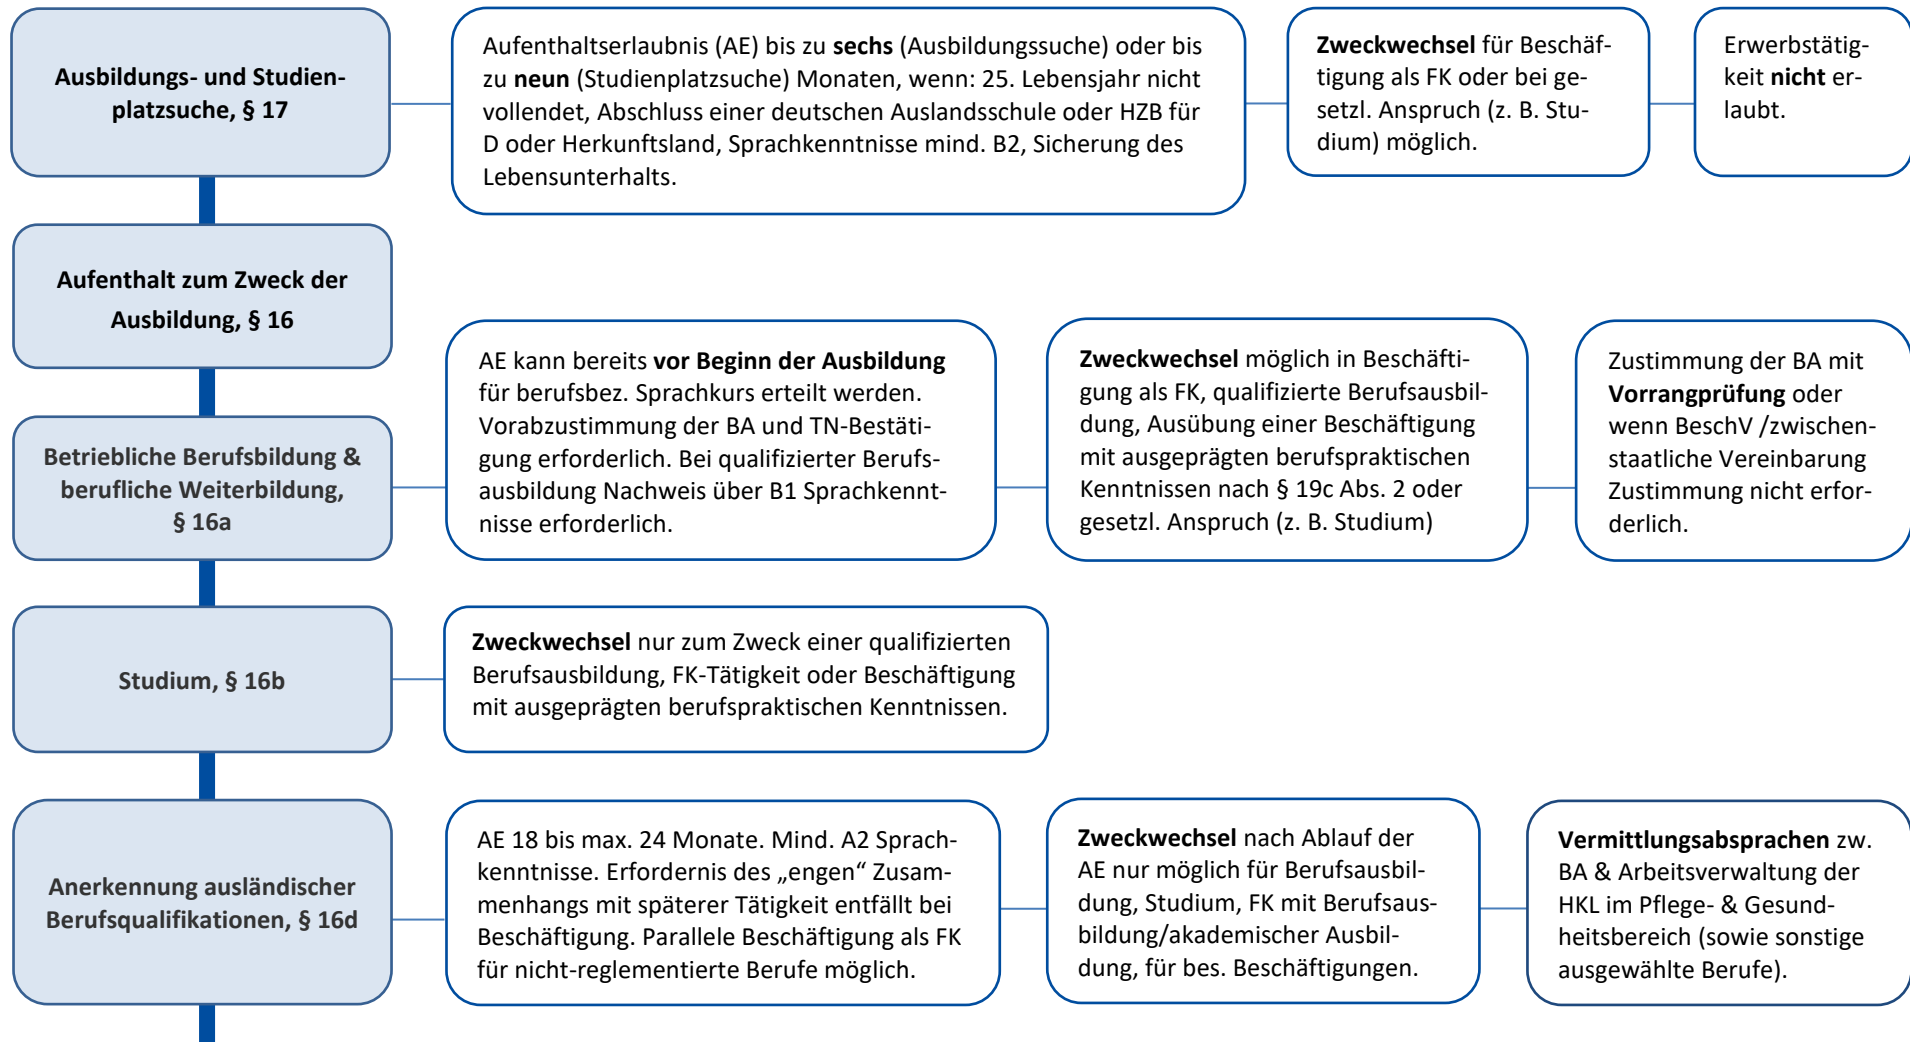 Ausbildungs- und Studien-
platzsuche, § 17
Aufenthaltserlaubnis (AE) bis zu sechs (Ausbildungssuche) oder bis
zu neun (Studienplatzsuche) Monaten, wenn: 25. Lebensjahr nicht
vollendet, Abschluss einer deutschen Auslandsschule oder HZB für
D oder Herkunftsland, Sprachkenntnisse mind. B2, Sicherung des
Lebensunterhalts.
Zweckwechsel für Beschäf-
tigung als FK oder bei ge-
setzl. Anspruch (z. B. Stu-
dium) möglich.
Erwerbstätig-
keit nicht er-
laubt.
Aufenthalt zum Zweck der
Ausbildung, § 16
Betriebliche Berufsbildung &
berufliche Weiterbildung,
§ 16a
AE kann bereits vor Beginn der Ausbildung
für berufsbez. Sprachkurs erteilt werden.
Vorabzustimmung der BA und TN-Bestäti-
gung erforderlich. Bei qualifizierter Berufs-
ausbildung Nachweis über B1 Sprachkennt-
nisse erforderlich.
Zweckwechsel möglich in Beschäfti-
gung als FK, qualifizierte Berufsausbil-
dung, Ausübung einer Beschäftigung
mit ausgeprägten berufspraktischen
Kenntnissen nach § 19c Abs. 2 oder
gesetzl. Anspruch (z. B. Studium)
Zustimmung der BA mit
Vorrangprüfung oder
wenn BeschV /zwischen-
staatliche Vereinbarung
Zustimmung nicht erfor-
derlich.
Studium, § 16b
Zweckwechsel nur zum Zweck einer qualifizierten
Berufsausbildung, FK-Tätigkeit oder Beschäftigung
mit ausgeprägten berufspraktischen Kenntnissen.
Anerkennung ausländischer
Berufsqualifikationen, § 16d
AE 18 bis max. 24 Monate. Mind. A2 Sprach-
kenntnisse. Erfordernis des „engen“ Zusam-
menhangs mit späterer Tätigkeit entfällt bei
Beschäftigung. Parallele Beschäftigung als FK
für nicht-reglementierte Berufe möglich.
Zweckwechsel nach Ablauf der
AE nur möglich für Berufsausbil-
dung, Studium, FK mit Berufsaus-
bildung/akademischer Ausbil-
dung, für bes. Beschäftigungen.
Vermittlungsabsprachen zw.
BA & Arbeitsverwaltung der
HKL im Pflege- & Gesund-
heitsbereich (sowie sonstige
ausgewählte Berufe).